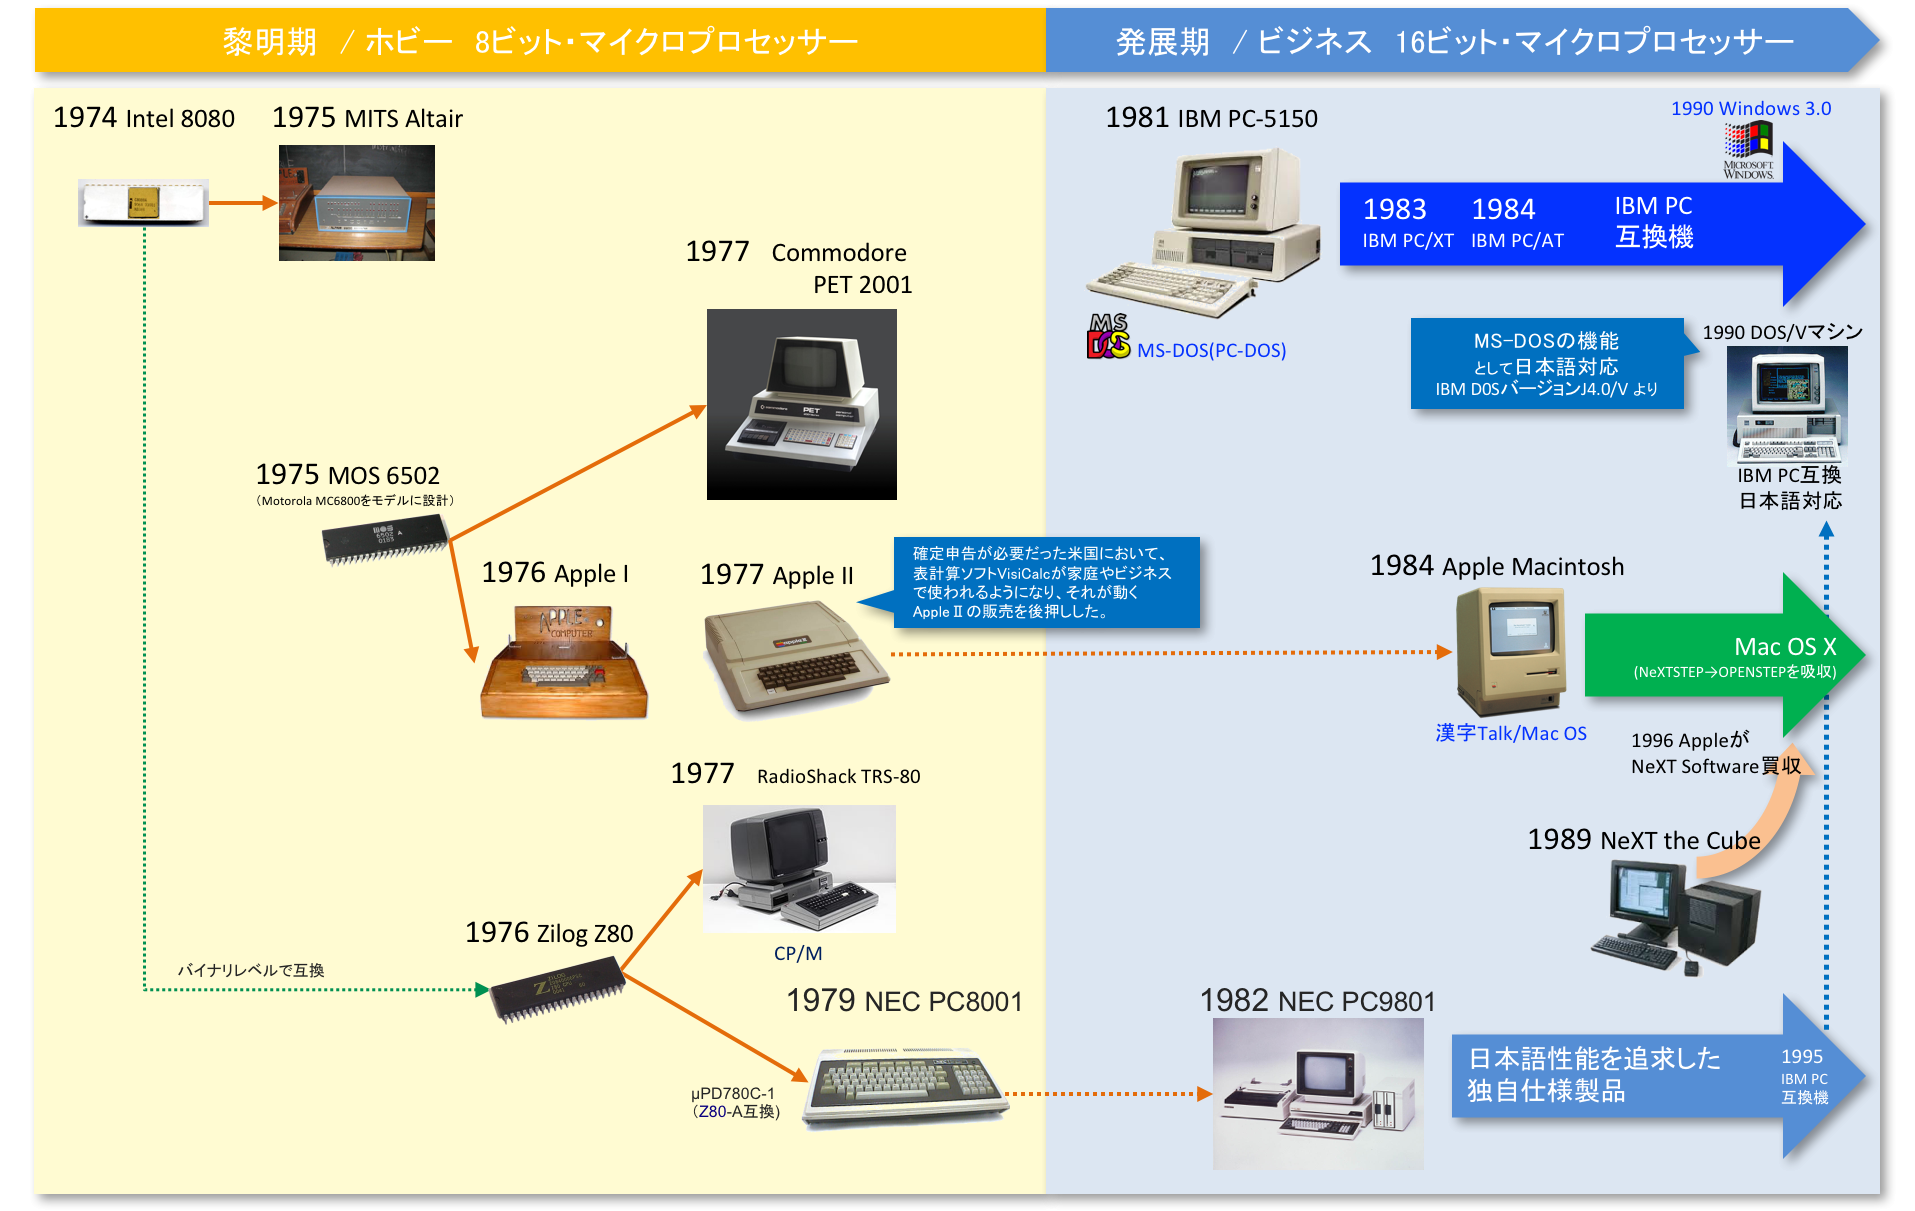 黎明期 / ホビー 8ビット・マイクロプロセッサー
発展期 / ビジネス 16ビット・マイクロプロセッサー
1974 Intel 8080
1975 MITS Altair
1977 Commodore
PET 2001
PET
1975 MOS 6502
（Motorola MC6800をモデルに設計）
MOS
6502
1976 Apple I
APPLE
COMPUTER
1977 Apple II
確定申告が必要だった米国において、
表計算ソフトVisiCalcが家庭やビジネス
で使われるようになり、それが動く
Apple II の販売を後押しした。
1977 RadioShack TRS-80
CP/M
1976 Zilog Z80
バイナリレベルで互換
1979 NEC PC8001
μPD780C-1
（Z80-A互換）
1981 IBM PC-5150
MS
DOS
MS-DOS(PC-DOS)
1990 Windows 3.0
MICROSOFT
WINDOWS.
1983
IBM PC/XT
1984
IBM PC/AT
IBM PC
互換機
MS-DOSの機能
として日本語対応
IBM D0SバージョンJ4.0/V より
1990 DOS/Vマシン
IBM PC互換
日本語対応
1984 Apple Macintosh
漢字Talk/Mac OS
Mac OS X
(NeXTSTEP→OPENSTEPを吸収)
1996 Appleが
NeXT Software買収
1989 NeXT the Cube
1982 NEC PC9801
日本語性能を追求した
独自仕様製品
1995
IBM PC
互換機